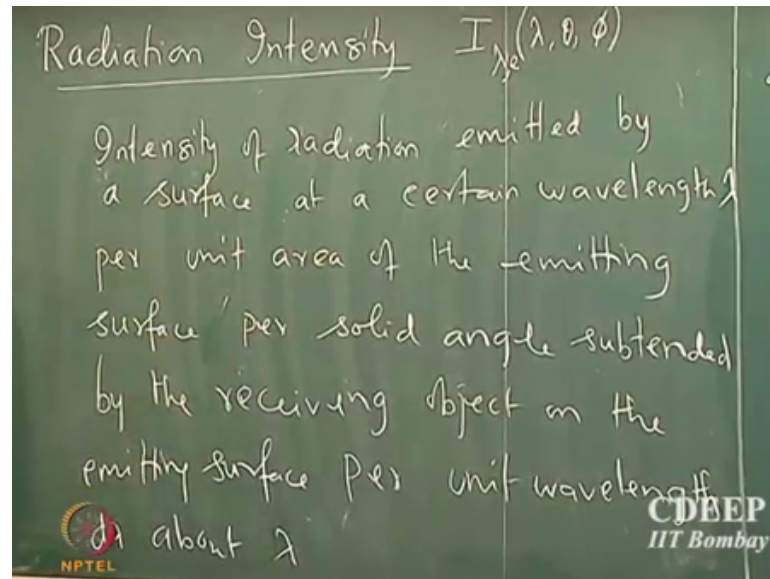 Radiation Intensity I_λe(λ, θ, φ)
Intensity of radiation emitted by
a surface at a certain wavelength λ
per unit area of the emitting
surface per solid angle subtended
by the receiving object on the
emitting surface per unit wavelength
dλ about λ
NPTEL
CDEEP
IIT Bombay